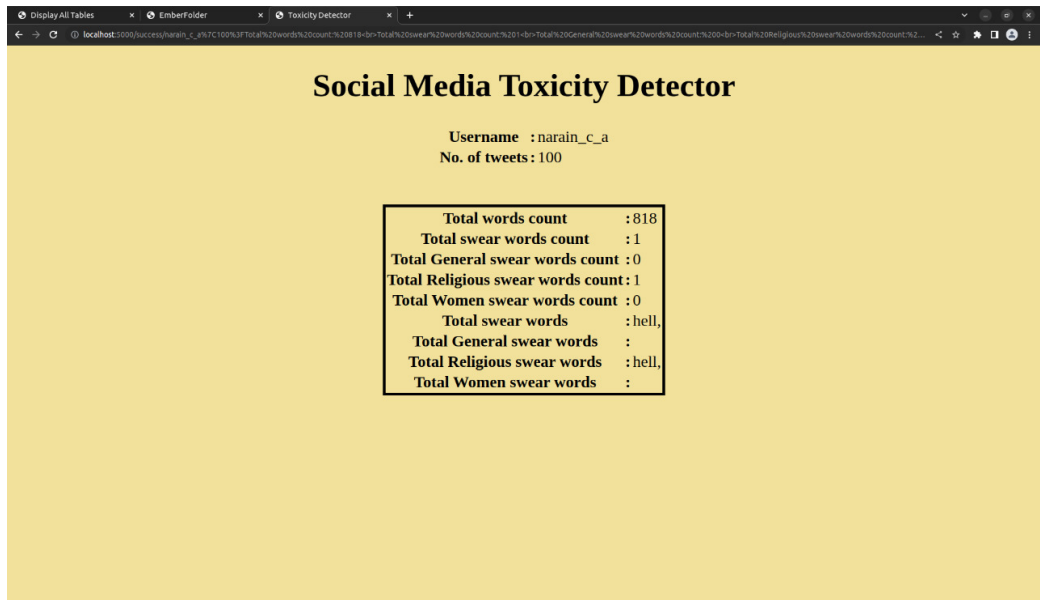 Display All Tables
EmberFolder
Toxicity Detector
localhost:5000/success/narain_c_a%7C100%3FTotal%20words%20count:%20818<br>Total%20swear%20words%20count:%201<br>Total%20General%20swear%20words%20count:%200<br>Total%20Religious%20swear%20words%20count:%2...
Social Media Toxicity Detector
Username : narain_c_a
No. of tweets : 100
Total words count : 818
Total swear words count : 1
Total General swear words count : 0
Total Religious swear words count : 1
Total Women swear words count : 0
Total swear words : hell,
Total General swear words :
Total Religious swear words : hell,
Total Women swear words :